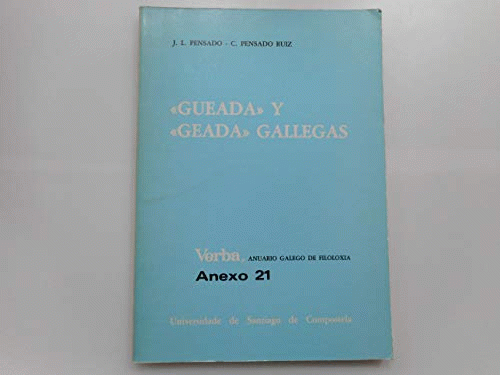 J. L. PENSADO - C. PENSADO RUIZ
«GUEADA» Y
«GEADA» GALLEGAS
Verba, ANUARIO GALEGO DE FILOLOXIA
Anexo 21
Universidade de Santiago de Compostela